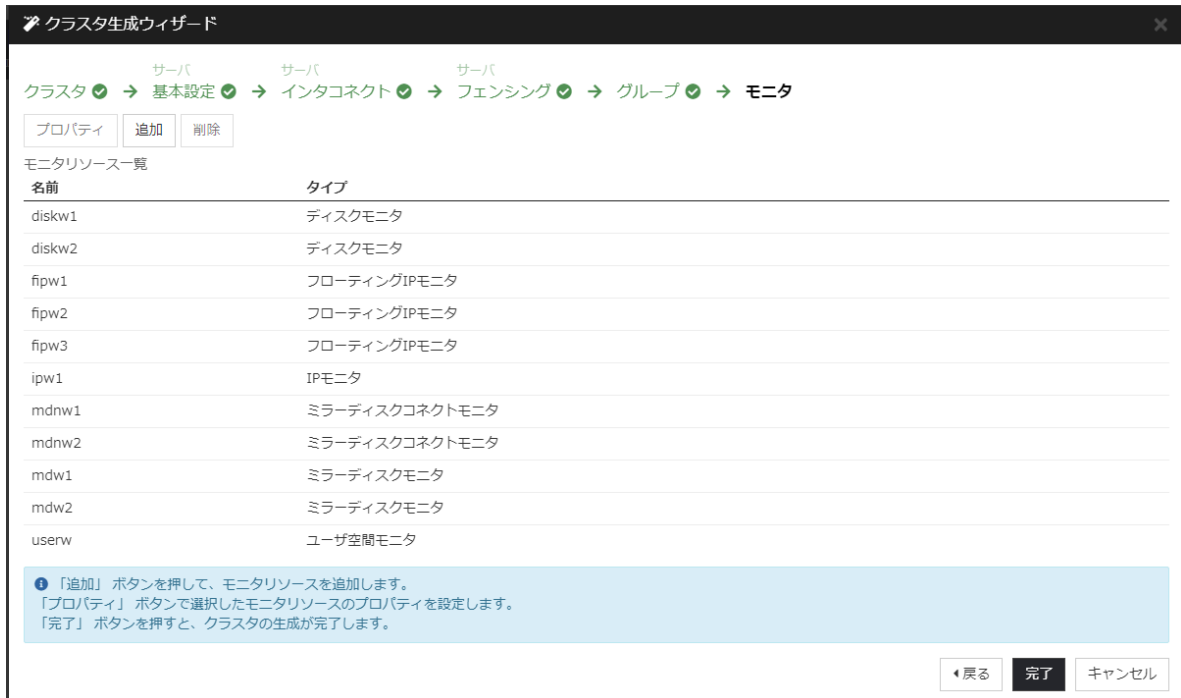 クラスタ生成ウィザード
サーバ サーバ サーバ
クラスタ → 基本設定 → インタコネクト → フェンシング → グループ → モニタ
プロパティ 追加 削除
モニタリソース一覧
名前 タイプ
diskw1 ディスクモニタ
diskw2 ディスクモニタ
fipw1 フローティングIPモニタ
fipw2 フローティングIPモニタ
fipw3 フローティングIPモニタ
ipw1 IPモニタ
mdnw1 ミラーディスクコネクトモニタ
mdnw2 ミラーディスクコネクトモニタ
mdw1 ミラーディスクモニタ
mdw2 ミラーディスクモニタ
userw ユーザ空間モニタ
「追加」 ボタンを押して、モニタリソースを追加します。
「プロパティ」 ボタンで選択したモニタリソースのプロパティを設定します。
「完了」 ボタンを押すと、クラスタの生成が完了します。
戻る 完了 キャンセル